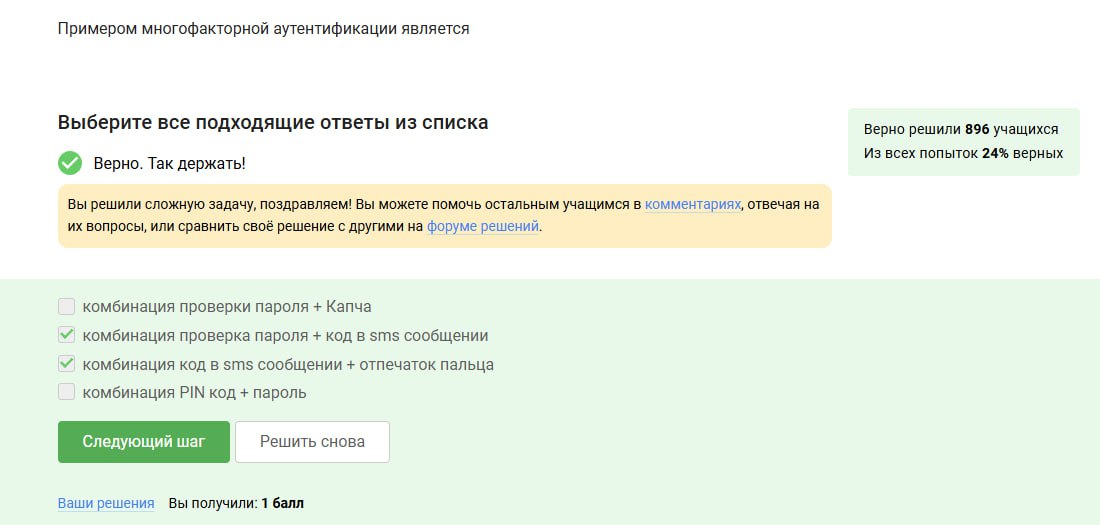 Примером многофакторной аутентификации является
Выберите все подходящие ответы из списка
Верно. Так держать!
Вы решили сложную задачу, поздравляем! Вы можете помочь остальным учащимся в комментариях, отвечая на
их вопросы, или сравнить своё решение с другими на форуме решений.
Верно решили 896 учащихся
Из всех попыток 24% верных
комбинация проверки пароля + Капча
комбинация проверка пароля + код в sms сообщении
комбинация код в sms сообщении + отпечаток пальца
комбинация PIN код + пароль
Следующий шаг
Решить снова
Ваши решения Вы получили: 1 балл